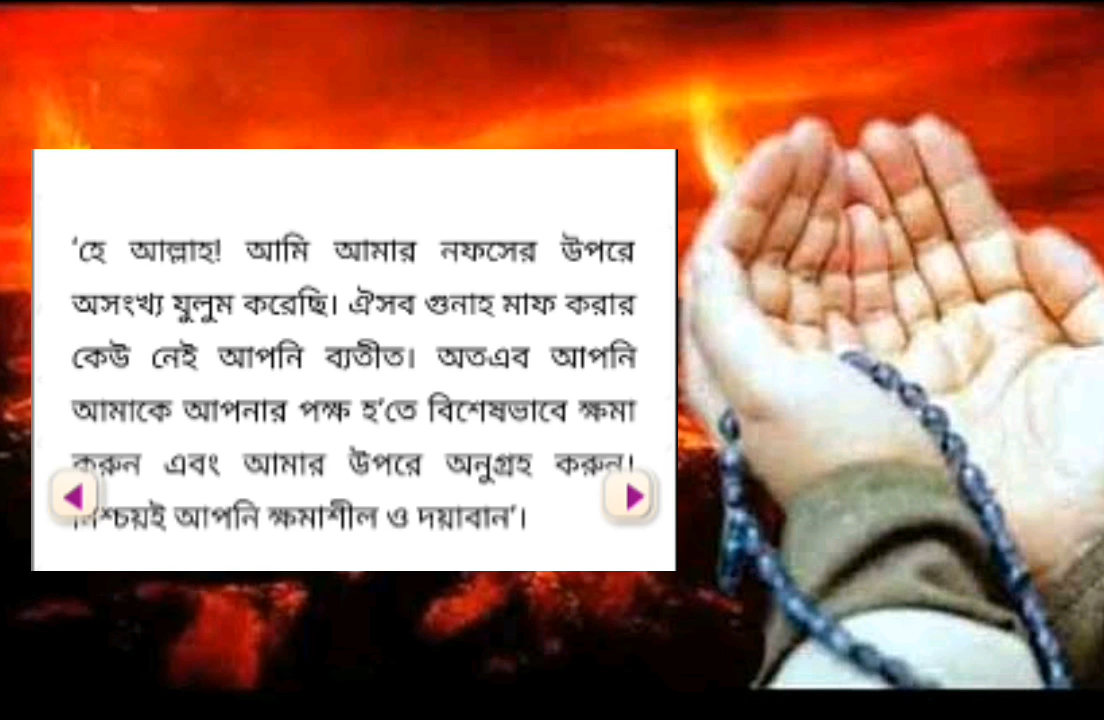 ‘হে আল্লাহ! আমি আমার নফসের উপরে
অসংখ্য যুলুম করেছি। ঐসব গুনাহ মাফ করার
কেউ নেই আপনি ব্যতীত। অতএব আপনি
আমাকে আপনার পক্ষ হ’তে বিশেষভাবে ক্ষমা
করুন এবং আমার উপরে অনুগ্রহ করুন।
নিশ্চয়ই আপনি ক্ষমাশীল ও দয়াবান’।